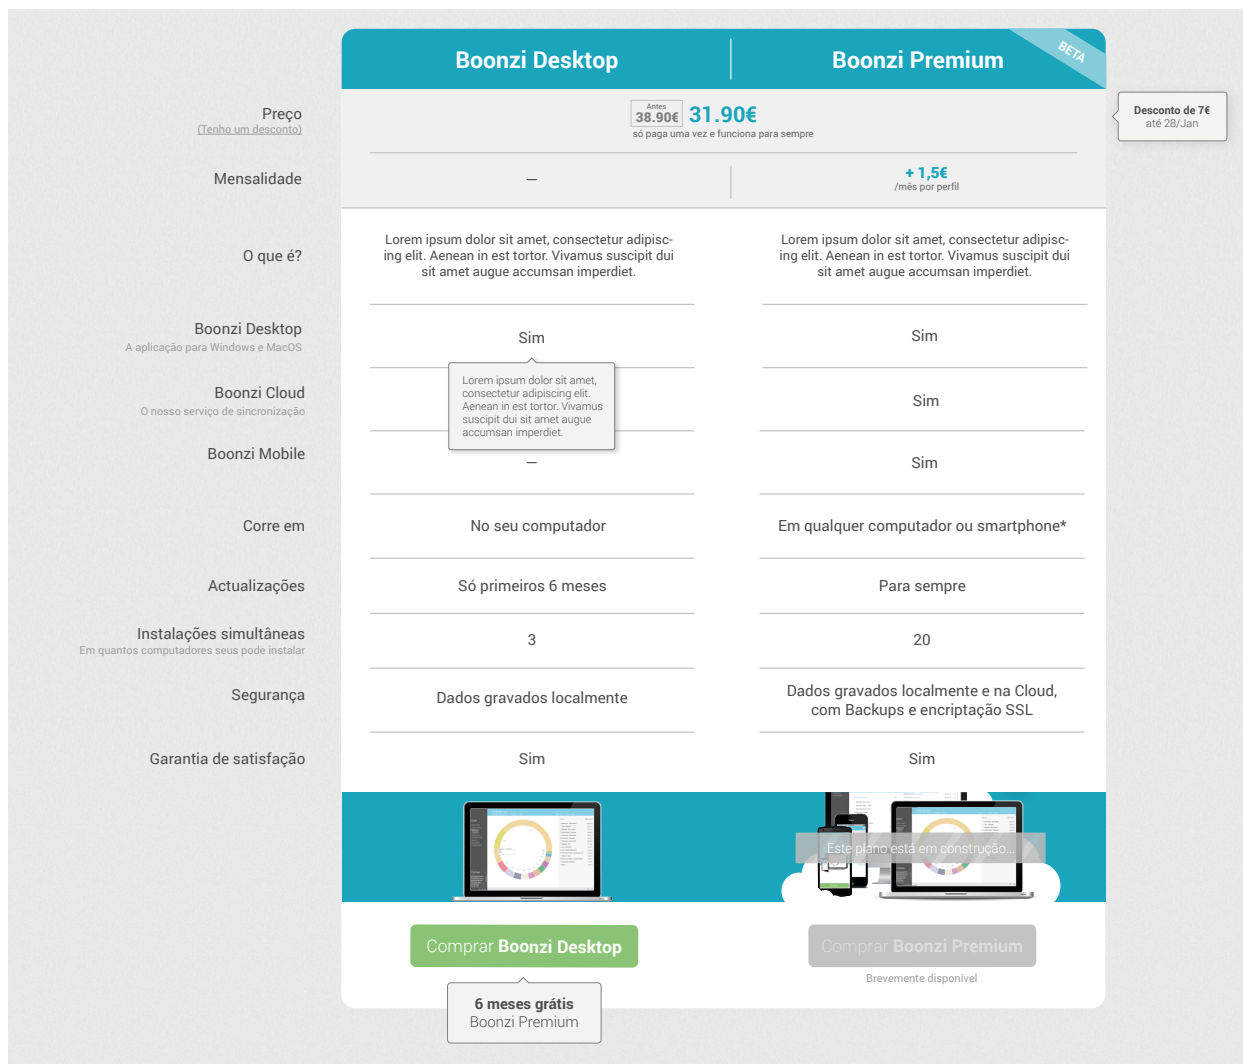 Boonzi Desktop
Boonzi Premium
BETA
Preço
(Tenho um desconto)
Antes
38.90€ 31.90€
só paga uma vez e funciona para sempre
Desconto de 7€
até 28/Jan
Mensalidade
—
+ 1,5€
/mês por perfil
O que é?
Lorem ipsum dolor sit amet, consectetur adipisc-
ing elit. Aenean in est tortor. Vivamus suscipit dui
sit amet augue accumsan imperdiet.
Lorem ipsum dolor sit amet, consectetur adipisc-
ing elit. Aenean in est tortor. Vivamus suscipit dui
sit amet augue accumsan imperdiet.
Boonzi Desktop
A aplicação para Windows e MacOS
Sim
Sim
Lorem ipsum dolor sit amet,
consectetur adipiscing elit.
Aenean in est tortor. Vivamus
suscipit dui sit amet augue
accumsan imperdiet.
Boonzi Cloud
O nosso serviço de sincronização
Sim
Boonzi Mobile
—
Sim
Corre em
No seu computador
Em qualquer computador ou smartphone*
Actualizações
Só primeiros 6 meses
Para sempre
Instalações simultâneas
Em quantos computadores seus pode instalar
3
20
Segurança
Dados gravados localmente
Dados gravados localmente e na Cloud,
com Backups e encriptação SSL
Garantia de satisfação
Sim
Sim
Este plano está em construção...
Comprar Boonzi Desktop
Comprar Boonzi Premium
Brevemente disponível
6 meses grátis
Boonzi Premium